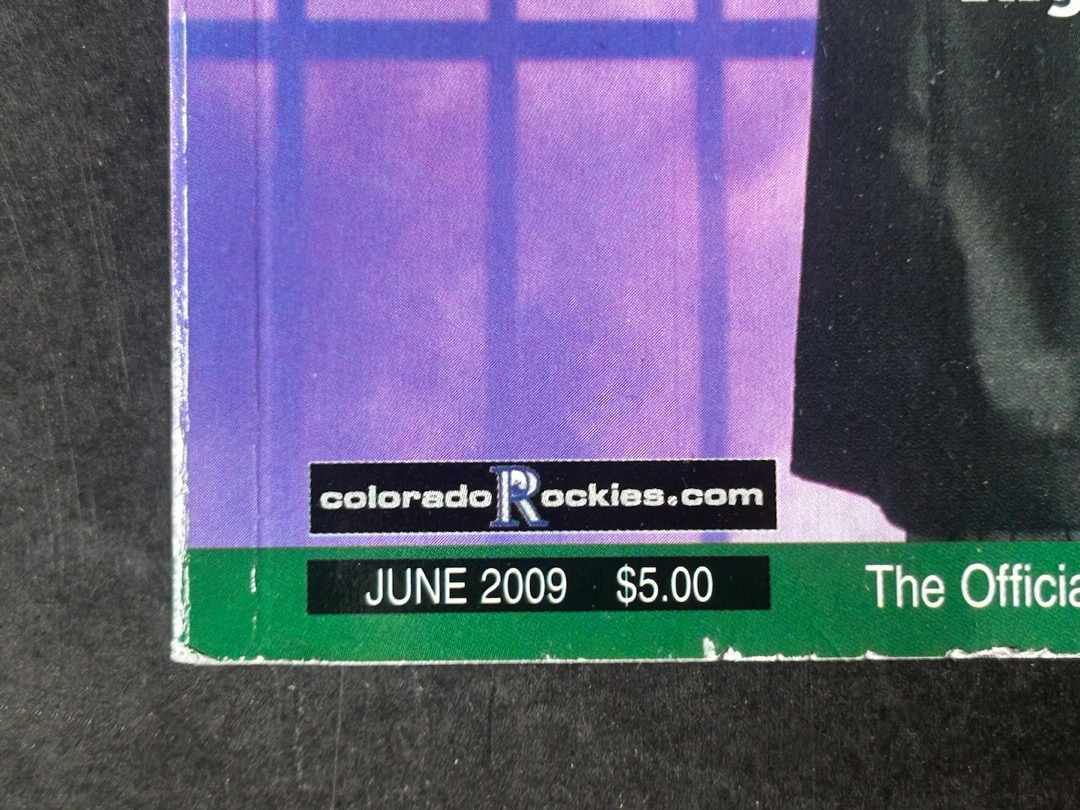 coloradoRockies.com
JUNE 2009 $5.00
The Officia